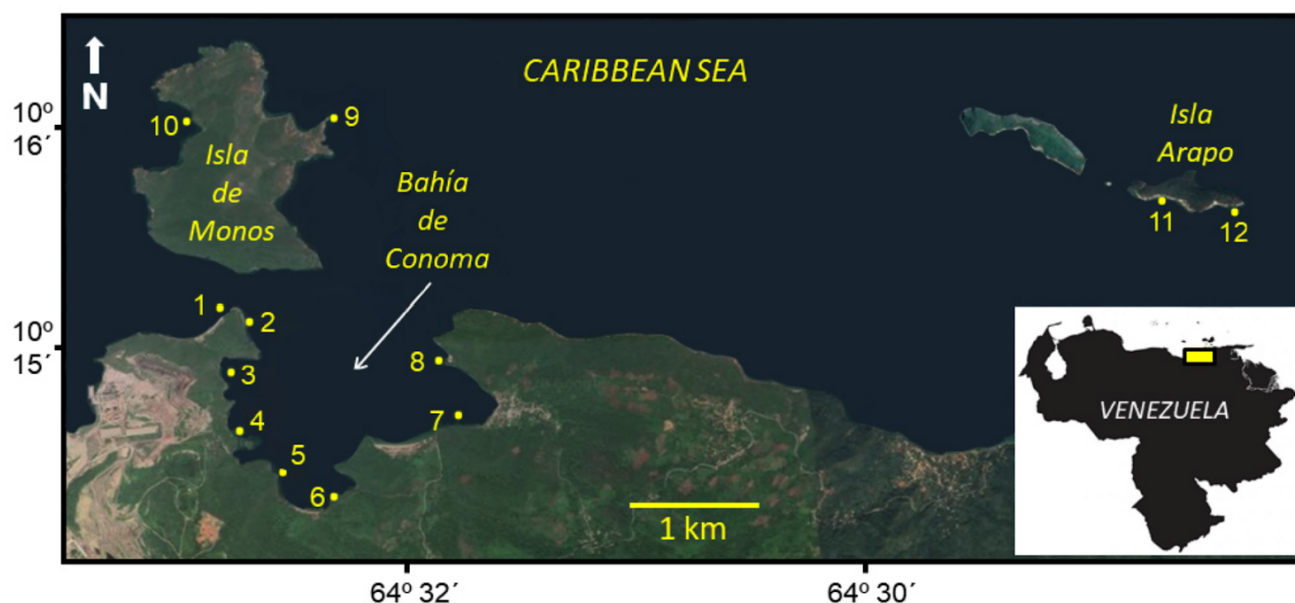 CARIBBEAN SEA
N
10º
16´
10
9
Isla
de
Monos
Isla
Arapo
11
12
Bahía
de
Conoma
1
2
10º
15´
3
8
4
7
5
6
1 km
VENEZUELA
64º 32´
64º 30´